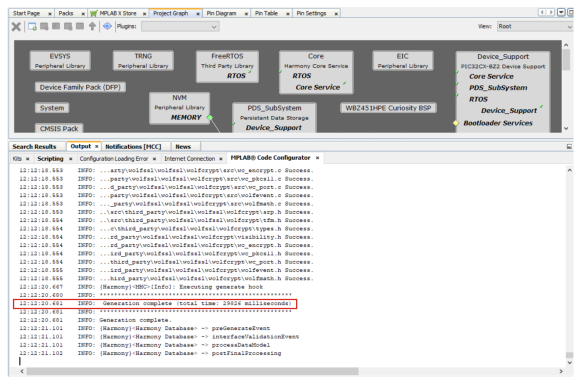 Start Page × Packs × MPLAB X Store × Project Graph × Pin Diagram × Pin Table × Pin Settings ×
Plugins: View: Root
EVSYS
Peripheral Library
TRNG
Peripheral Library
FreeRTOS
Third Party Library
RTOS
Core
Harmony Core Service
RTOS
Core Service
EIC
Peripheral Library
Device_Support
PIC32CX-BZ2 Device Support
Core Service
PDS_SubSystem
RTOS
Device_Support
Bootloader Services
Device Family Pack (DFP)
System
CMSIS Pack
NVM
Peripheral Library
MEMORY
PDS_SubSystem
Persistent Data Storage
Device_Support
WBZ451HPE Curiosity BSP
Search Results Output × Notifications [MCC] News
Kits × Scripting × Configuration Loading Error × Internet Connection × MPLAB® Code Configurator ×
12:12:18.553 INFO: ...arty\wolfssl\wolfssl\wolfcrypt\src\wc_encrypt.c Success.
12:12:18.553 INFO: ...party\wolfssl\wolfssl\wolfcrypt\src\wc_pkcs11.c Success.
12:12:18.553 INFO: ...d_party\wolfssl\wolfssl\wolfcrypt\src\wc_port.c Success.
12:12:18.553 INFO: ...party\wolfssl\wolfssl\wolfcrypt\src\wolfevent.c Success.
12:12:18.553 INFO: ..._party\wolfssl\wolfssl\wolfcrypt\src\wolfmath.c Success.
12:12:18.553 INFO: ..\src\third_party\wolfssl\wolfssl\wolfcrypt\srp.h Success.
12:12:18.554 INFO: ..\src\third_party\wolfssl\wolfssl\wolfcrypt\tfm.h Success.
12:12:18.554 INFO: ...c\third_party\wolfssl\wolfssl\wolfcrypt\types.h Success.
12:12:18.554 INFO: ...rd_party\wolfssl\wolfssl\wolfcrypt\visibility.h Success.
12:12:18.554 INFO: ...rd_party\wolfssl\wolfssl\wolfcrypt\wc_encrypt.h Success.
12:12:18.554 INFO: ...ird_party\wolfssl\wolfssl\wolfcrypt\wc_pkcs11.h Success.
12:12:18.554 INFO: ...third_party\wolfssl\wolfssl\wolfcrypt\wc_port.h Success.
12:12:18.555 INFO: ...ird_party\wolfssl\wolfssl\wolfcrypt\wolfevent.h Success.
12:12:18.555 INFO: ...hird_party\wolfssl\wolfssl\wolfcrypt\wolfmath.h Success.
12:12:20.667 INFO: {Harmony}<HMC>[Info]: Executing generate hook
12:12:20.680 INFO: **************************************************
12:12:20.681 INFO: Generation complete (total time: 29826 milliseconds)
12:12:20.681 INFO: **************************************************
12:12:20.681 INFO: Generation complete.
12:12:21.101 INFO: {Harmony}<Harmony Database> -> preGenerateEvent
12:12:21.101 INFO: {Harmony}<Harmony Database> -> interfaceValidationEvent
12:12:21.101 INFO: {Harmony}<Harmony Database> -> processDataModel
12:12:21.102 INFO: {Harmony}<Harmony Database> -> postFinalProcessing